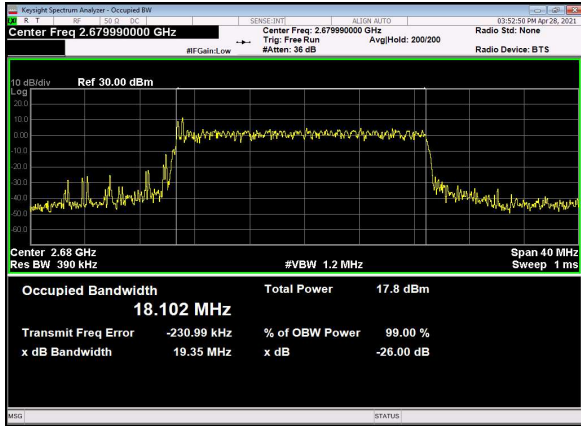 Keysight Spectrum Analyzer - Occupied BW
R T RF 50 Ω DC SENSE:INT ALIGN AUTO 03:52:50 PM Apr 28, 2021
Center Freq 2.679990000 GHz Center Freq: 2.679990000 GHz Radio Std: None
Trig: Free Run Avg|Hold: 200/200
#IFGain:Low #Atten: 36 dB Radio Device: BTS
10 dB/div Ref 30.00 dBm
Log
20.0
10.0
0.00
-10.0
-20.0
-30.0
-40.0
-50.0
-60.0
Center 2.68 GHz Span 40 MHz
Res BW 390 kHz #VBW 1.2 MHz Sweep 1 ms
Occupied Bandwidth Total Power 17.8 dBm
18.102 MHz
Transmit Freq Error -230.99 kHz % of OBW Power 99.00 %
x dB Bandwidth 19.35 MHz x dB -26.00 dB
MSG STATUS